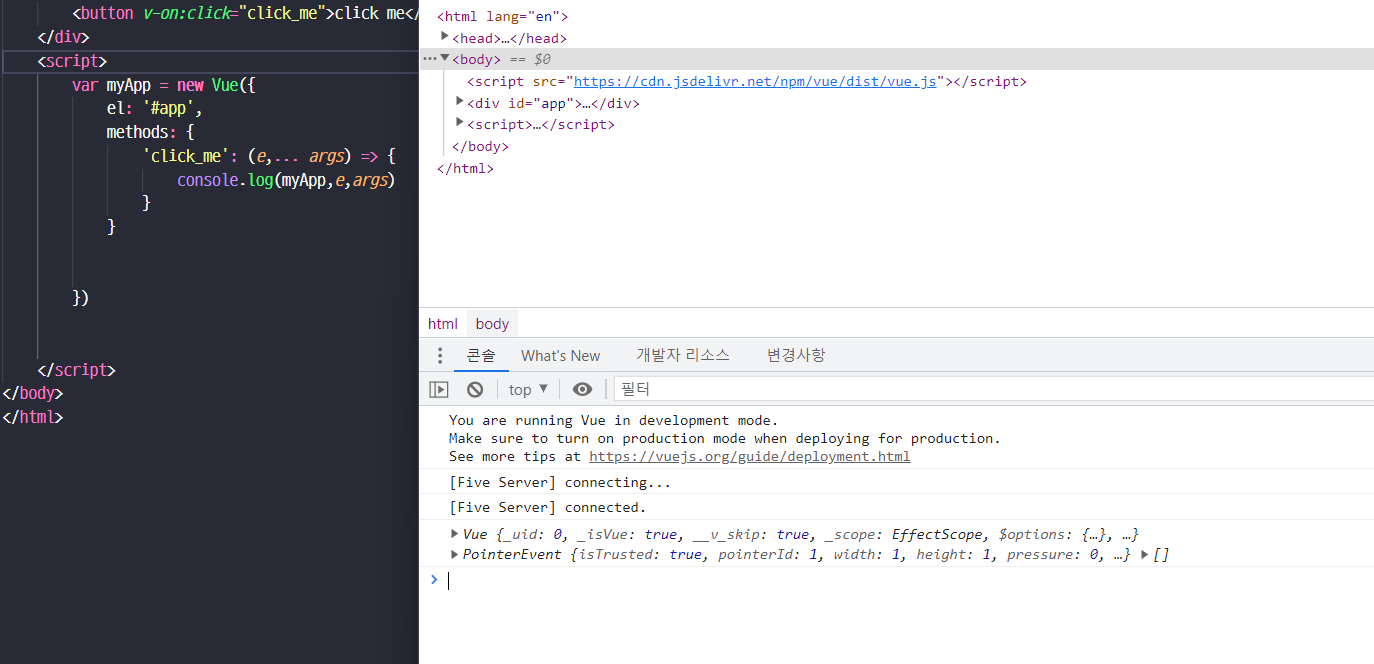 <button v-on:click="click_me">click me</
</div>
<script>
var myApp = new Vue({
el: '#app',
methods: {
'click_me': (e,... args) => {
console.log(myApp,e,args)
}
}
})
</script>
</body>
</html>
<html lang="en">
<head>…</head>
<body> == $0
<script src="https://cdn.jsdelivr.net/npm/vue/dist/vue.js"></script>
<div id="app">…</div>
<script>…</script>
</body>
</html>
html body
콘솔 What's New 개발자 리소스 변경사항
top 필터
You are running Vue in development mode.
Make sure to turn on production mode when deploying for production.
See more tips at https://vuejs.org/guide/deployment.html
[Five Server] connecting...
[Five Server] connected.
Vue {_uid: 0, _isVue: true, __v_skip: true, _scope: EffectScope, $options: {…}, …}
PointerEvent {isTrusted: true, pointerId: 1, width: 1, height: 1, pressure: 0, …} []